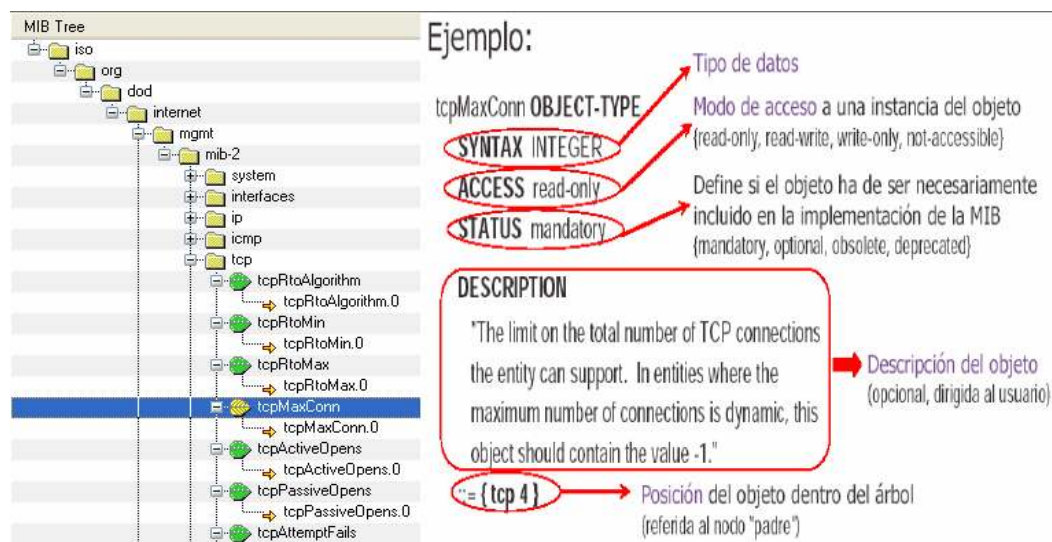 MIB Tree
iso
org
dod
internet
mgmt
mib-2
system
interfaces
ip
icmp
tcp
tcpRtoAlgorithm
tcpRtoAlgorithm.0
tcpRtoMin
tcpRtoMin.0
tcpRtoMax
tcpRtoMax.0
tcpMaxConn
tcpMaxConn.0
tcpActiveOpens
tcpActiveOpens.0
tcpPassiveOpens
tcpPassiveOpens.0
tcpAttemptFails
Ejemplo:
Tipo de datos
tcpMaxConn OBJECT-TYPE
SYNTAX INTEGER
ACCESS read-only
STATUS mandatory
Modo de acceso a una instancia del objeto
{read-only, read-write, write-only, not-accessible}
Define si el objeto ha de ser necesariamente
incluido en la implementación de la MIB
{mandatory, optional, obsolete, deprecated}
DESCRIPTION
"The limit on the total number of TCP connections
the entity can support. In entities where the
maximum number of connections is dynamic, this
object should contain the value -1."
Descripción del objeto
(opcional, dirigida al usuario)
::= { tcp 4 }
Posición del objeto dentro del árbol
(referida al nodo "padre")